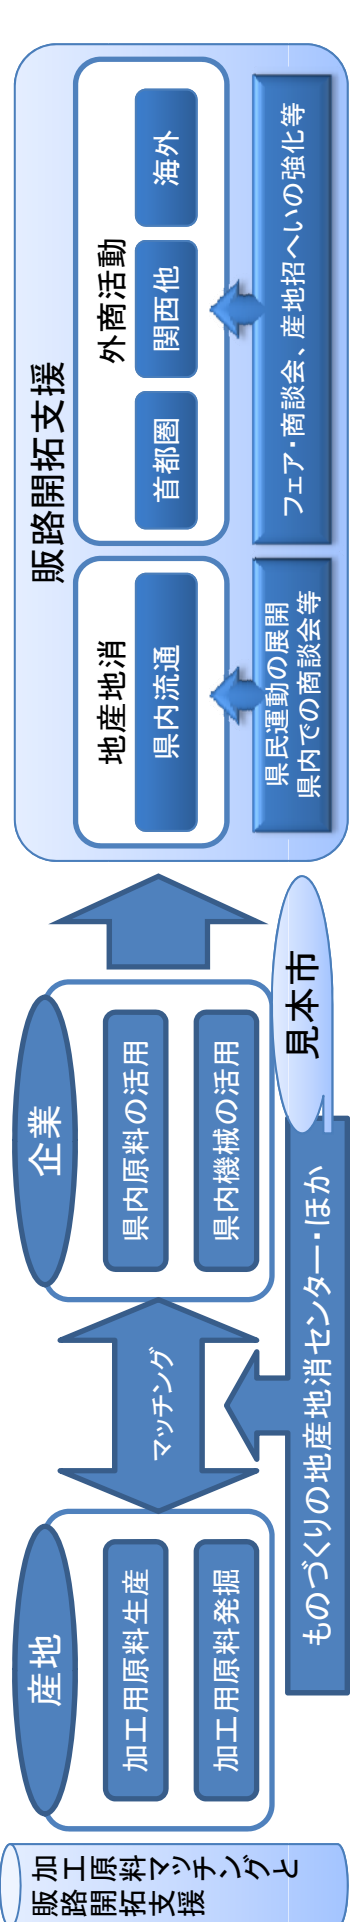 加工原料マッチングと
販路開拓支援
産地
加工用原料生産
加工用原料発掘
マッチング
企業
県内原料の活用
県内機械の活用
ものづくりの地産地消センター・ほか
見本市
販路開拓支援
地産地消
県内流通
県民運動の展開
県内での商談会等
外商活動
首都圏
関西他
海外
フェア・商談会、産地招へいの強化等